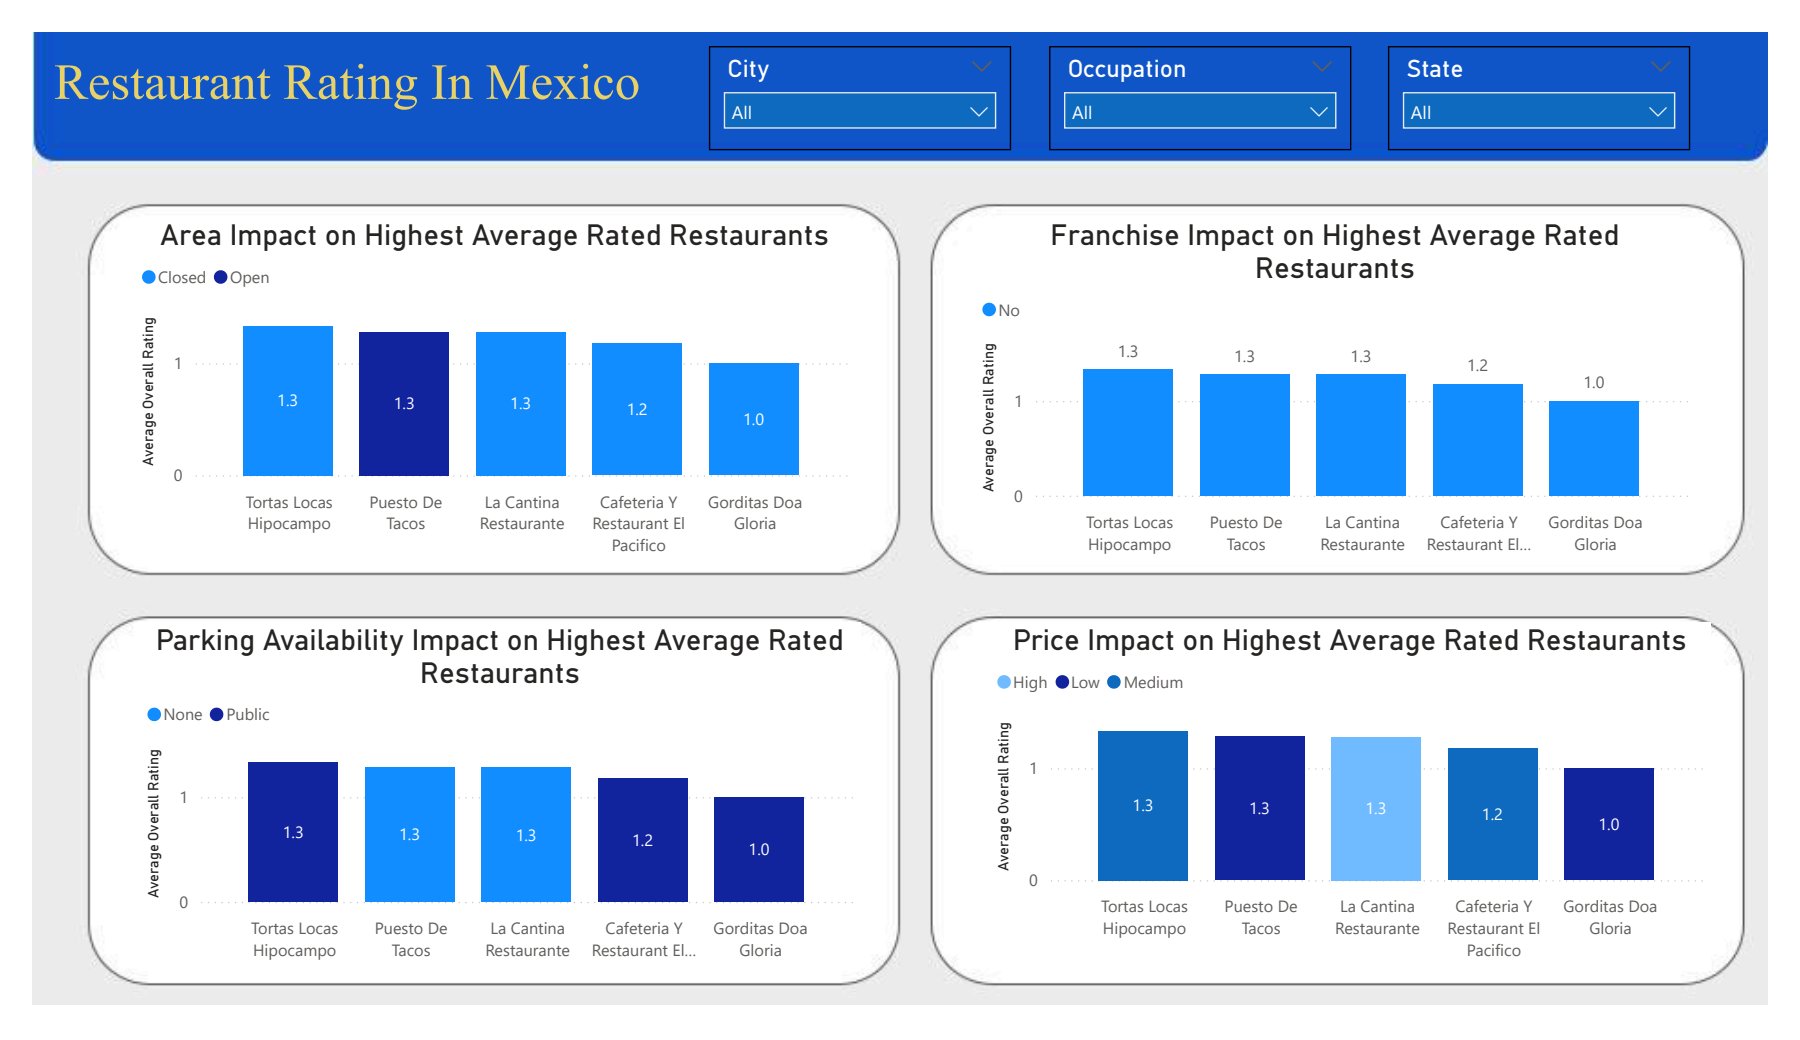 Restaurant Rating In Mexico
City
All
Occupation
All
State
All
Area Impact on Highest Average Rated Restaurants
Closed Open
Average Overall Rating
1
0
1.3
1.3
1.3
1.2
1.0
Tortas Locas
Hipocampo
Puesto De
Tacos
La Cantina
Restaurante
Cafeteria Y
Restaurant El
Pacifico
Gorditas Doa
Gloria
Franchise Impact on Highest Average Rated
Restaurants
No
Average Overall Rating
1
0
1.3
1.3
1.3
1.2
1.0
Tortas Locas
Hipocampo
Puesto De
Tacos
La Cantina
Restaurante
Cafeteria Y
Restaurant El...
Gorditas Doa
Gloria
Parking Availability Impact on Highest Average Rated
Restaurants
None Public
Average Overall Rating
1
0
1.3
1.3
1.3
1.2
1.0
Tortas Locas
Hipocampo
Puesto De
Tacos
La Cantina
Restaurante
Cafeteria Y
Restaurant El...
Gorditas Doa
Gloria
Price Impact on Highest Average Rated Restaurants
High Low Medium
Average Overall Rating
1
0
1.3
1.3
1.3
1.2
1.0
Tortas Locas
Hipocampo
Puesto De
Tacos
La Cantina
Restaurante
Cafeteria Y
Restaurant El
Pacifico
Gorditas Doa
Gloria